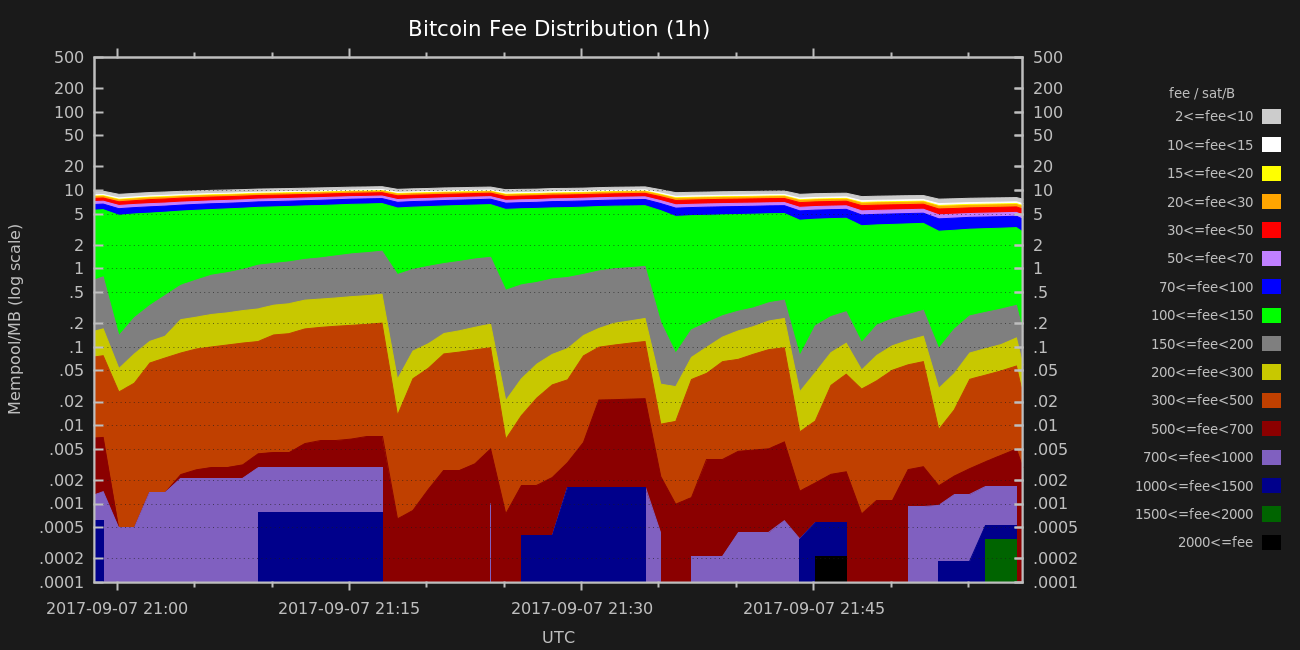 Bitcoin Fee Distribution (1h)
500
200
100
50
20
10
5
2
1
.5
.2
.1
.05
.02
.01
.005
.002
.001
.0005
.0002
.0001
Mempool/MB (log scale)
500
200
100
50
20
10
5
2
1
.5
.2
.1
.05
.02
.01
.005
.002
.001
.0005
.0002
.0001
2017-09-07 21:00
2017-09-07 21:15
2017-09-07 21:30
2017-09-07 21:45
UTC
fee / sat/B
2<=fee<10
10<=fee<15
15<=fee<20
20<=fee<30
30<=fee<50
50<=fee<70
70<=fee<100
100<=fee<150
150<=fee<200
200<=fee<300
300<=fee<500
500<=fee<700
700<=fee<1000
1000<=fee<1500
1500<=fee<2000
2000<=fee